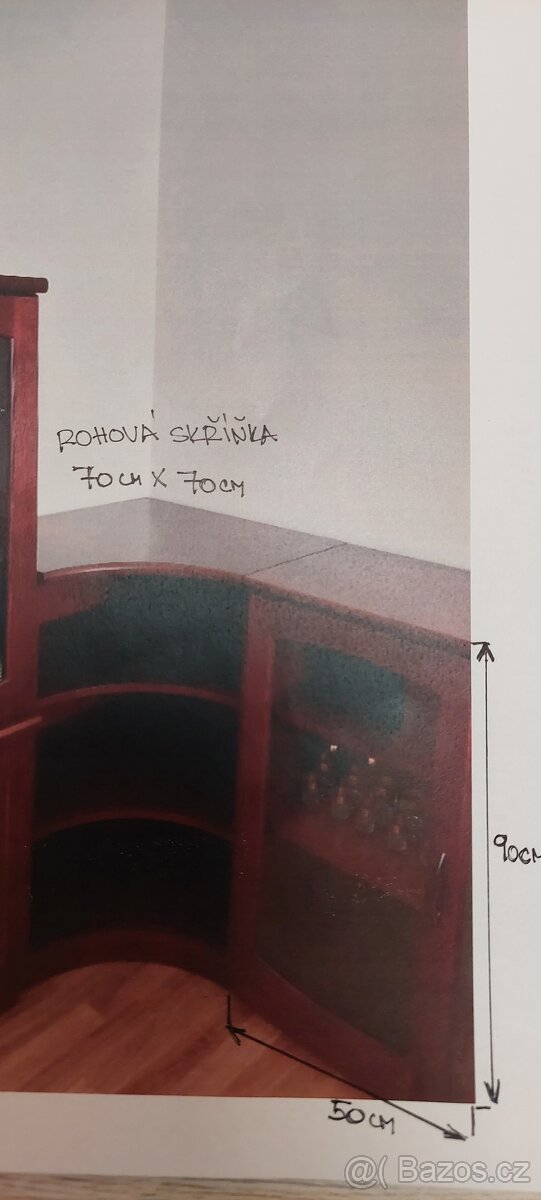 ROHOVÁ SKŘÍŇKA
70CM X 70CM
90CM
50CM
@( Bazos.cz